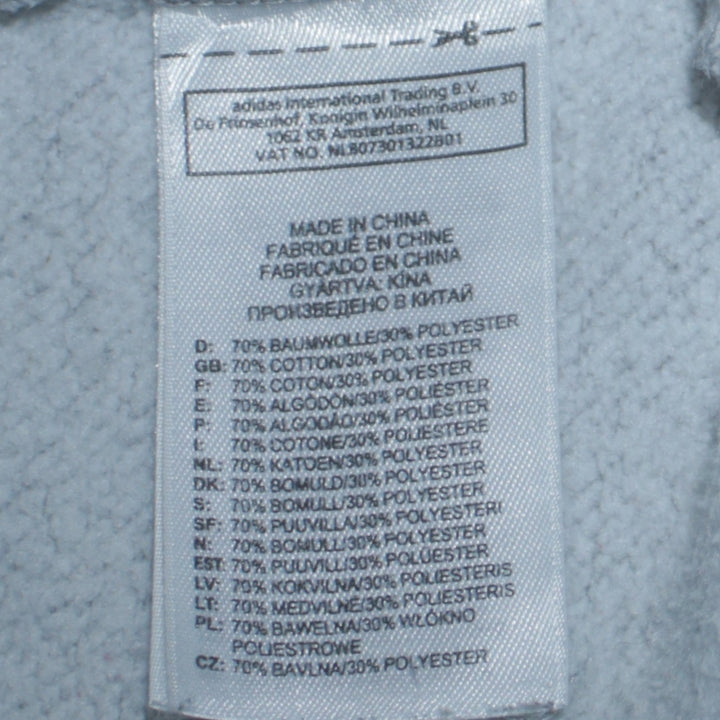 adidas International Trading B.V.
De Prinsenhof, Koningin Wilhelminaplein 30
1062 KR Amsterdam, NL
VAT NO. NL807301322B01
MADE IN CHINA
FABRIQUÉ EN CHINE
FABRICADO EN CHINA
GYÁRTVA: KÍNA
ПРОИЗВЕДЕНО В КИТАЙ
D: 70% BAUMWOLLE/30% POLYESTER
GB: 70% COTTON/30% POLYESTER
F: 70% COTON/30% POLYESTER
E: 70% ALGODÓN/30% POLIÉSTER
P: 70% ALGODÃO/30% POLIÉSTER
I: 70% COTONE/30% POLIESTERE
NL: 70% KATOEN/30% POLYESTER
DK: 70% BOMULD/30% POLYESTER
S: 70% BOMULL/30% POLYESTER
SF: 70% PUUVILLA/30% POLYESTERI
N: 70% BOMULL/30% POLYESTER
EST: 70% PUUVILL/30% POLÜESTER
LV: 70% KOKVILNA/30% POLIESTERIS
LT: 70% MEDVILNĖ/30% POLIESTERIS
PL: 70% BAWEŁNA/30% WŁÓKNO
POLIESTROWE
CZ: 70% BAVLNA/30% POLYESTER